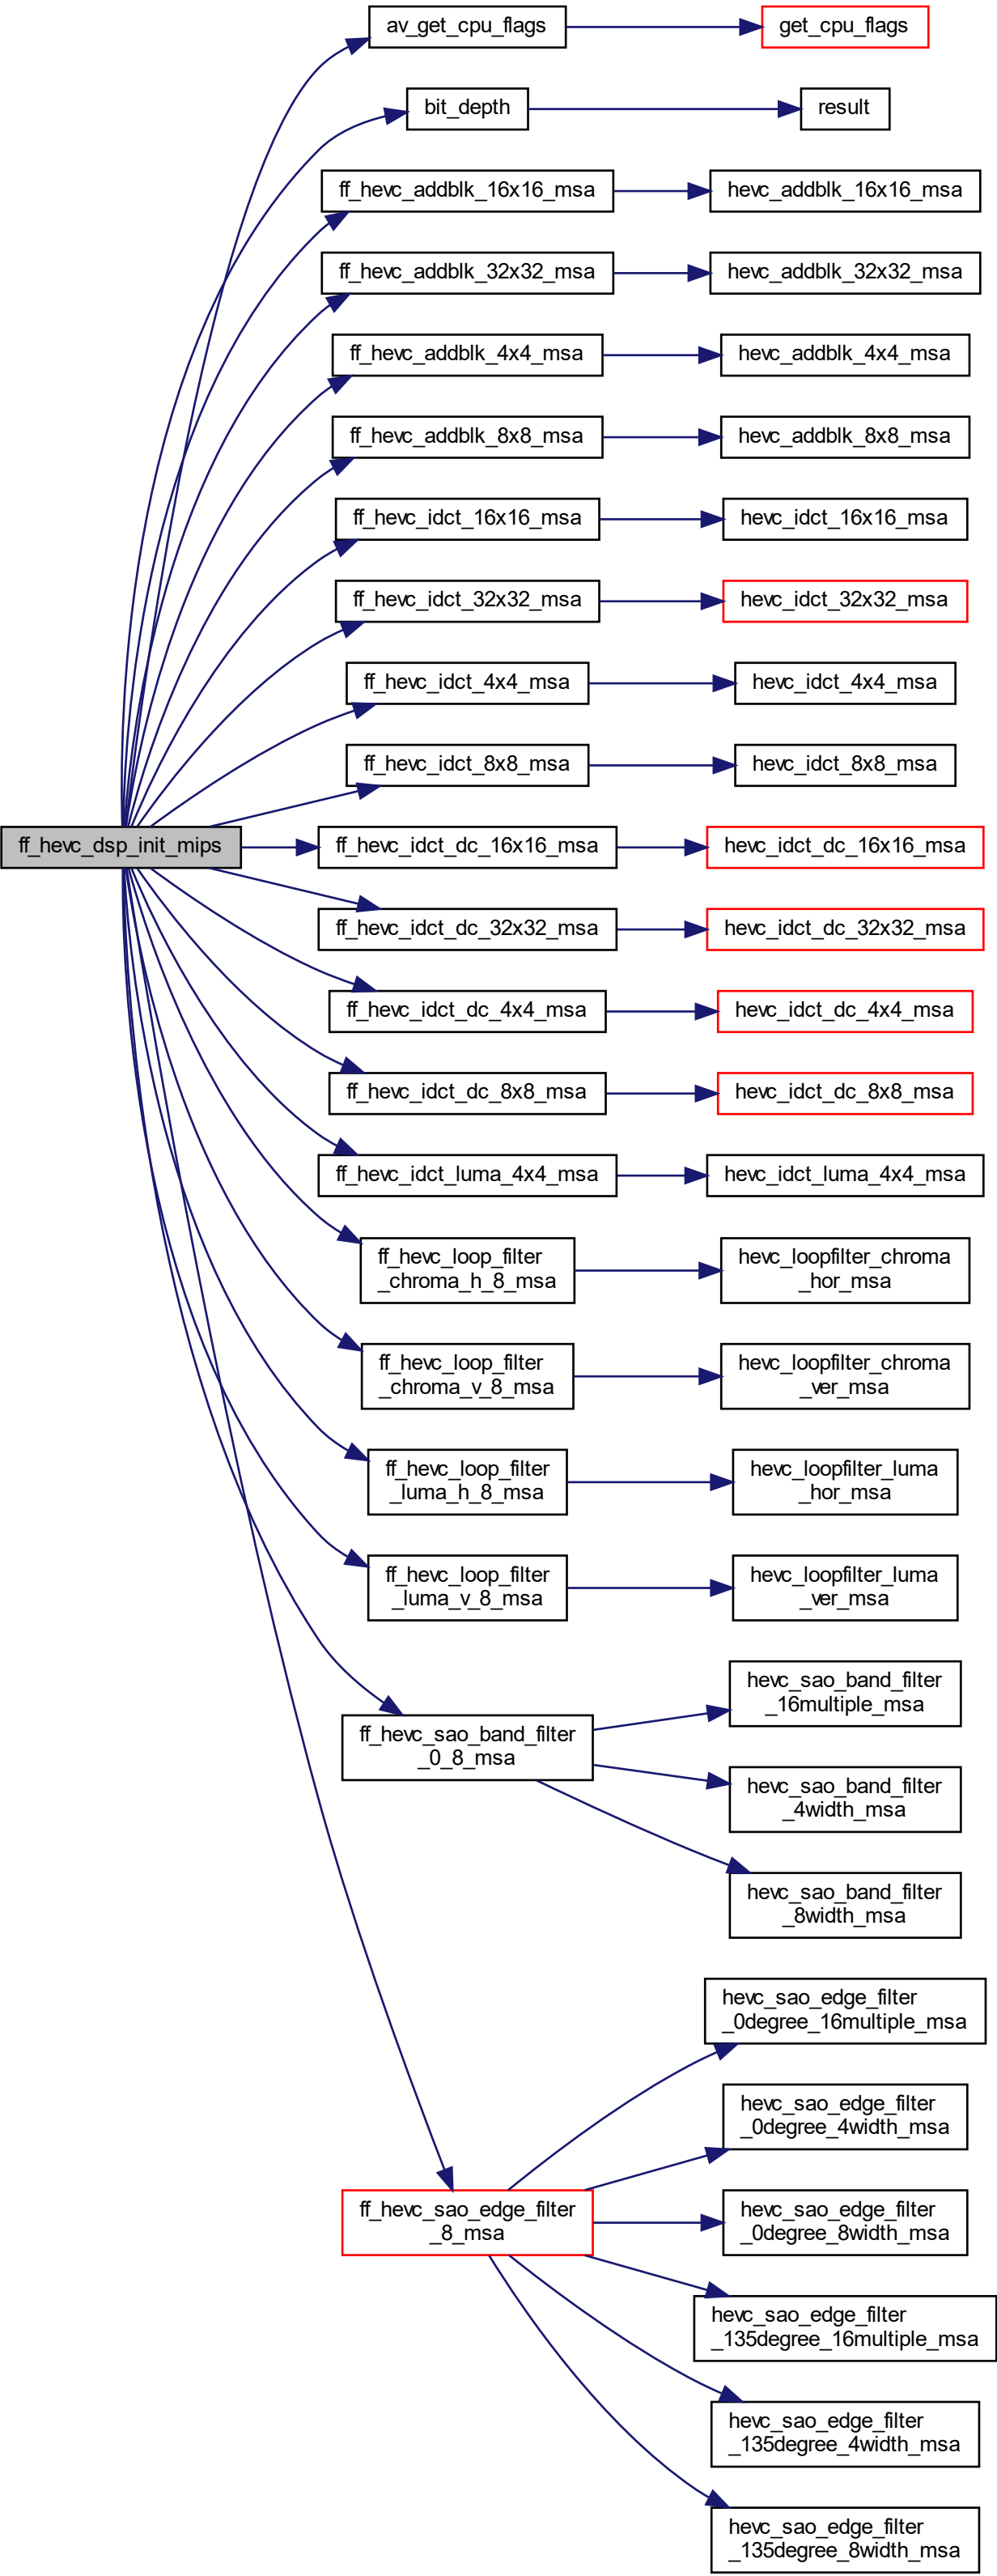 av_get_cpu_flags
get_cpu_flags
bit_depth
result
ff_hevc_addblk_16x16_msa
hevc_addblk_16x16_msa
ff_hevc_addblk_32x32_msa
hevc_addblk_32x32_msa
ff_hevc_addblk_4x4_msa
hevc_addblk_4x4_msa
ff_hevc_addblk_8x8_msa
hevc_addblk_8x8_msa
ff_hevc_idct_16x16_msa
hevc_idct_16x16_msa
ff_hevc_idct_32x32_msa
hevc_idct_32x32_msa
ff_hevc_idct_4x4_msa
hevc_idct_4x4_msa
ff_hevc_idct_8x8_msa
hevc_idct_8x8_msa
ff_hevc_dsp_init_mips
ff_hevc_idct_dc_16x16_msa
hevc_idct_dc_16x16_msa
ff_hevc_idct_dc_32x32_msa
hevc_idct_dc_32x32_msa
ff_hevc_idct_dc_4x4_msa
hevc_idct_dc_4x4_msa
ff_hevc_idct_dc_8x8_msa
hevc_idct_dc_8x8_msa
ff_hevc_idct_luma_4x4_msa
hevc_idct_luma_4x4_msa
ff_hevc_loop_filter
_chroma_h_8_msa
hevc_loopfilter_chroma
_hor_msa
ff_hevc_loop_filter
_chroma_v_8_msa
hevc_loopfilter_chroma
_ver_msa
ff_hevc_loop_filter
_luma_h_8_msa
hevc_loopfilter_luma
_hor_msa
ff_hevc_loop_filter
_luma_v_8_msa
hevc_loopfilter_luma
_ver_msa
ff_hevc_sao_band_filter
_0_8_msa
hevc_sao_band_filter
_16multiple_msa
hevc_sao_band_filter
_4width_msa
hevc_sao_band_filter
_8width_msa
ff_hevc_sao_edge_filter
_8_msa
hevc_sao_edge_filter
_0degree_16multiple_msa
hevc_sao_edge_filter
_0degree_4width_msa
hevc_sao_edge_filter
_0degree_8width_msa
hevc_sao_edge_filter
_135degree_16multiple_msa
hevc_sao_edge_filter
_135degree_4width_msa
hevc_sao_edge_filter
_135degree_8width_msa